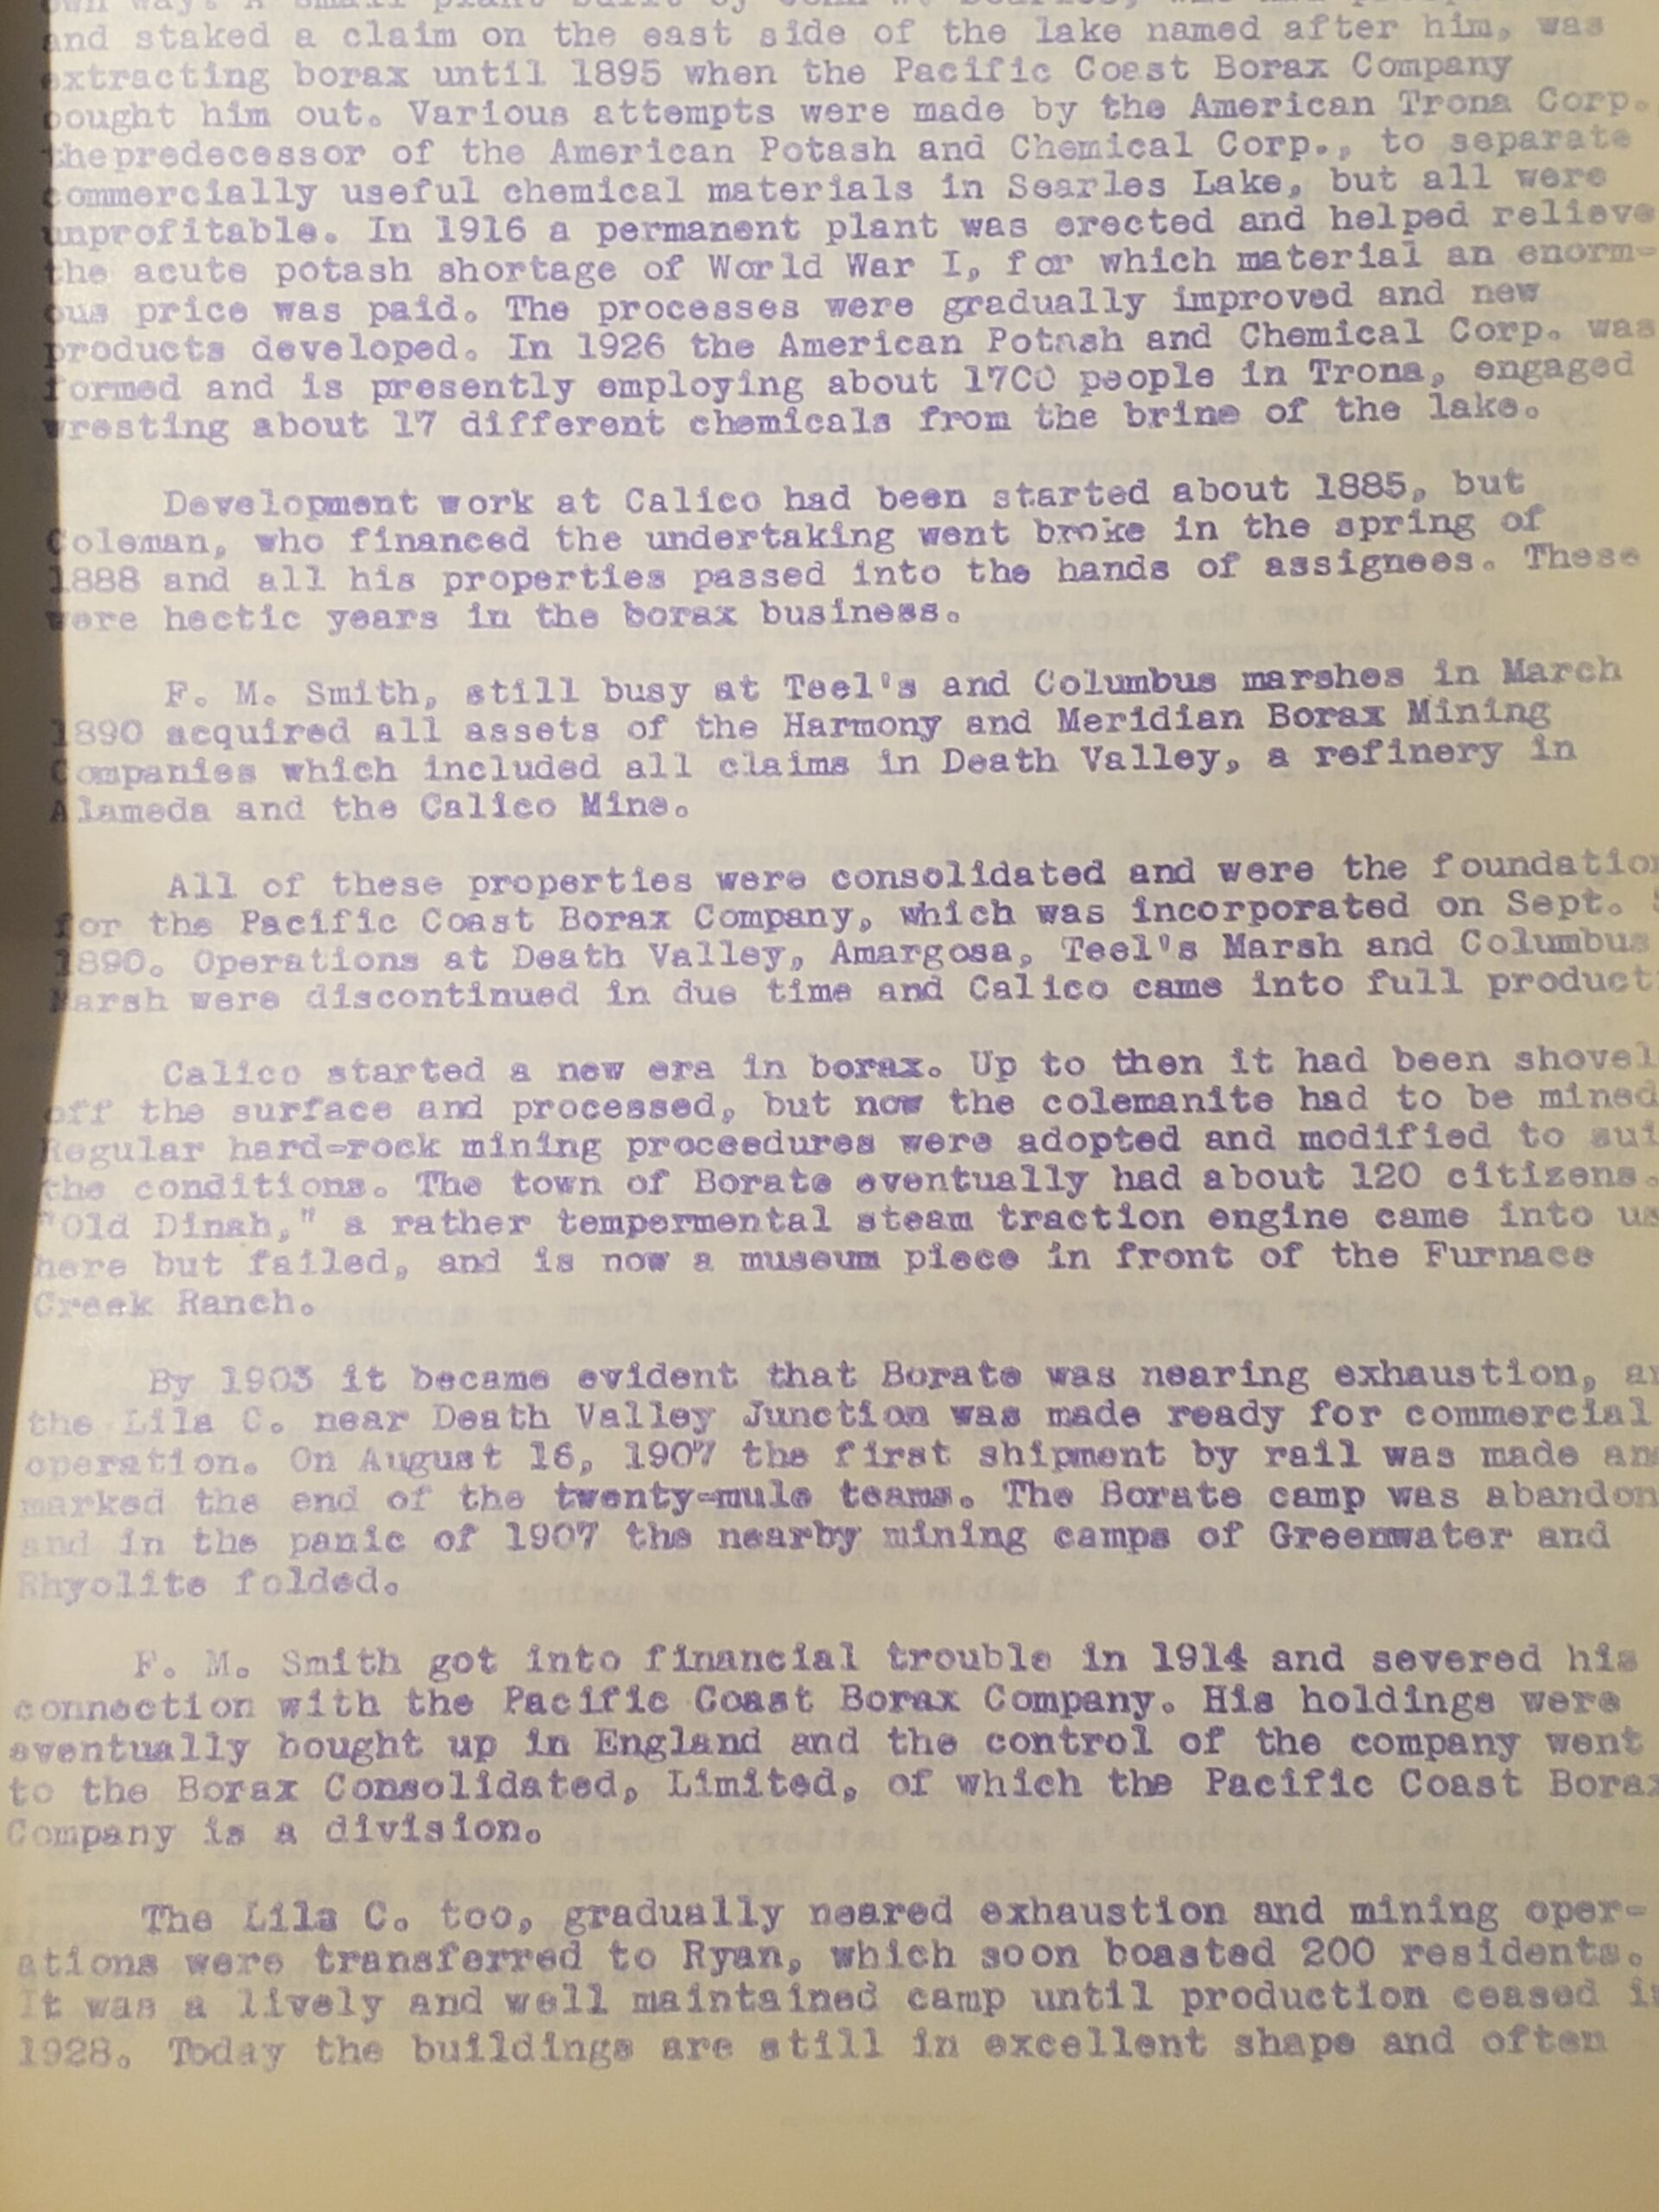 own way. A small plant built by John W. Searles, who had
and staked a claim on the east side of the lake named after him, was
extracting borax until 1895 when the Pacific Coast Borax Company
bought him out. Various attempts were made by the American Trona Corp.
thepredecessor of the American Potash and Chemical Corp., to separate
commercially useful chemical materials in Searles Lake, but all were
unprofitable. In 1916 a permanent plant was erected and helped relieve
the acute potash shortage of World War I, for which material an enorm-
ous price was paid. The processes were gradually improved and new
products developed. In 1926 the American Potash and Chemical Corp. was
formed and is presently employing about 1700 people in Trona, engaged
wresting about 17 different chemicals from the brine of the lake.
Development work at Calico had been started about 1885, but
Coleman, who financed the undertaking went broke in the spring of
1888 and all his properties passed into the hands of assignees. These
were hectic years in the borax business.
F. M. Smith, still busy at Teel's and Columbus marshes in March
1890 acquired all assets of the Harmony and Meridian Borax Mining
Companies which included all claims in Death Valley, a refinery in
Alameda and the Calico Mine.
All of these properties were consolidated and were the foundation
for the Pacific Coast Borax Company, which was incorporated on Sept.
1890. Operations at Death Valley, Amargosa, Teel's Marsh and Columbus
Marsh were discontinued in due time and Calico came into full product
Calico started a new era in borax. Up to then it had been shovel
off the surface and processed, but now the colemanite had to be mined
Regular hard-rock mining proceedures were adopted and modified to sui
the conditions. The town of Borate eventually had about 120 citizens.
"Old Dinah," a rather tempermental steam traction engine came into us
here but failed, and is now a museum piece in front of the Furnace
Creek Ranch.
By 1903 it became evident that Borate was nearing exhaustion, an
the Lila C. near Death Valley Junction was made ready for commercial
operation. On August 16, 1907 the first shipment by rail was made and
marked the end of the twenty-mule teams. The Borate camp was abandon
and in the panic of 1907 the nearby mining camps of Greenwater and
Rhyolite folded.
F. M. Smith got into financial trouble in 1914 and severed his
connection with the Pacific Coast Borax Company. His holdings were
eventually bought up in England and the control of the company went
to the Borax Consolidated, Limited, of which the Pacific Coast Borax
Company is a division.
The Lila C. too, gradually neared exhaustion and mining oper-
ations were transferred to Ryan, which soon boasted 200 residents.
It was a lively and well maintained camp until production ceased in
1928. Today the buildings are still in excellent shape and often